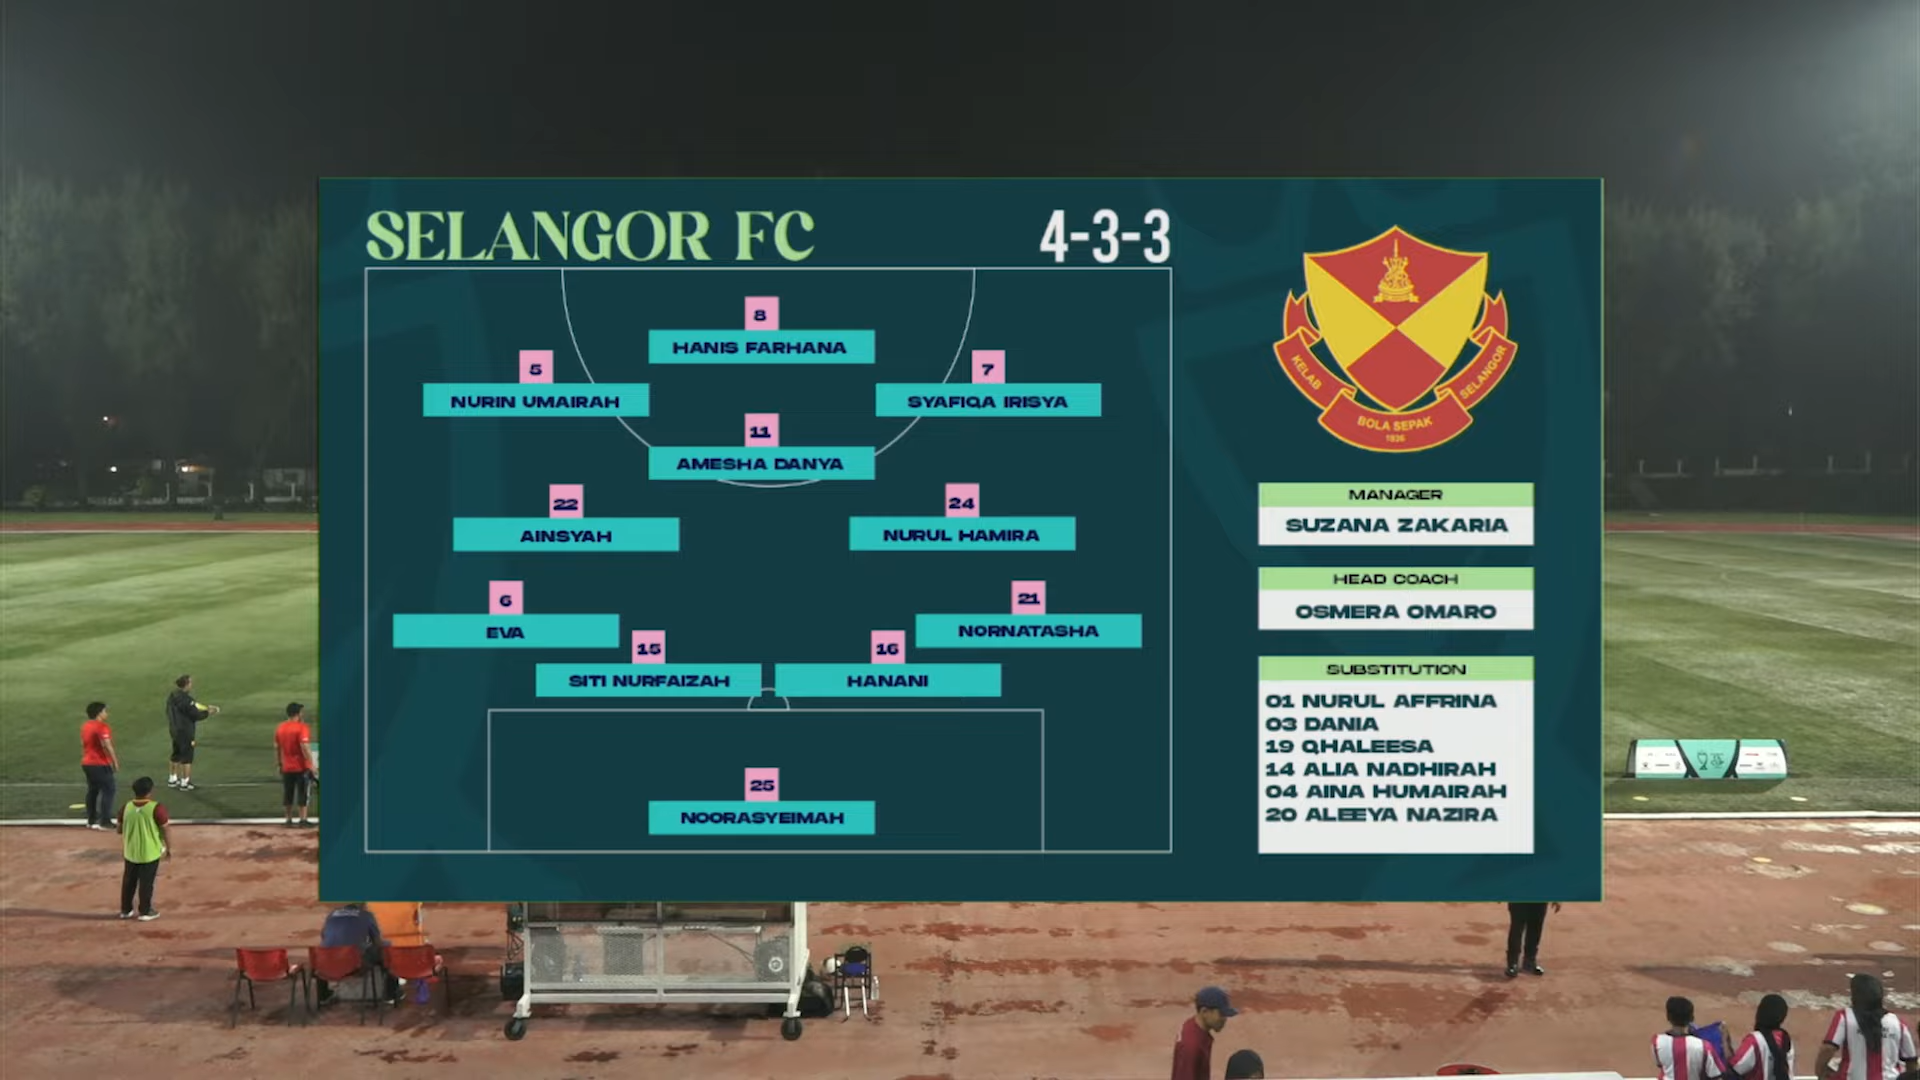 SELANGOR FC
4-3-3
8
HANIS FARHANA
5
NURIN UMAIRAH
7
SYAFIQA IRISYA
11
AMESHA DANYA
22
AINSYAH
24
NURUL HAMIRA
6
EVA
21
NORNATASHA
15
SITI NURFAIZAH
16
HANANI
25
NOORASYEIMAH
KELAB
BOLA SEPAK
SELANGOR
1936
MANAGER
SUZANA ZAKARIA
HEAD COACH
OSMERA OMARO
SUBSTITUTION
01 NURUL AFFRINA
03 DANIA
19 QHALEESA
14 ALIA NADHIRAH
04 AINA HUMAIRAH
20 ALEEYA NAZIRA